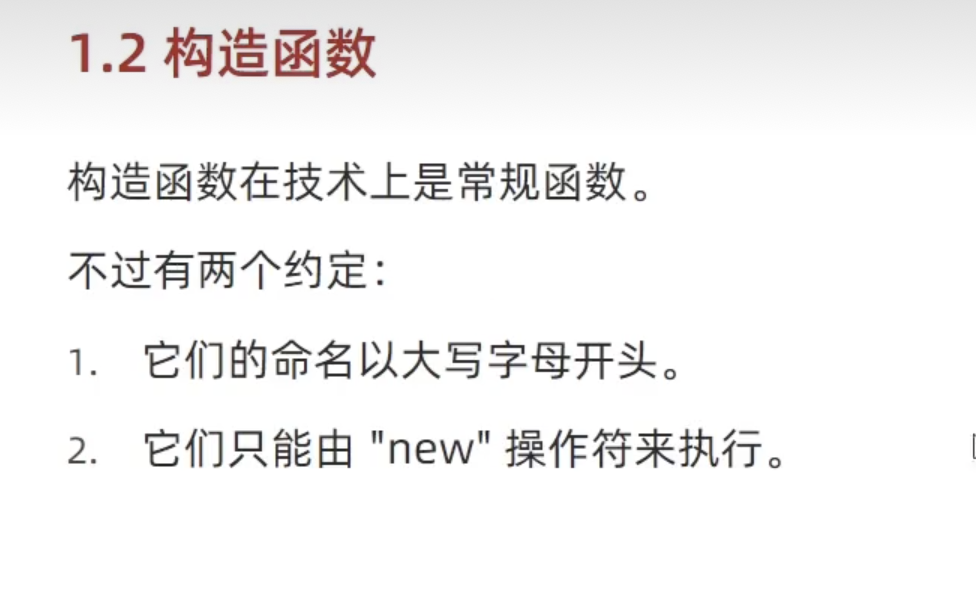 1.2 构造函数
构造函数在技术上是常规函数。
不过有两个约定：
1. 它们的命名以大写字母开头。
2. 它们只能由 "new" 操作符来执行。